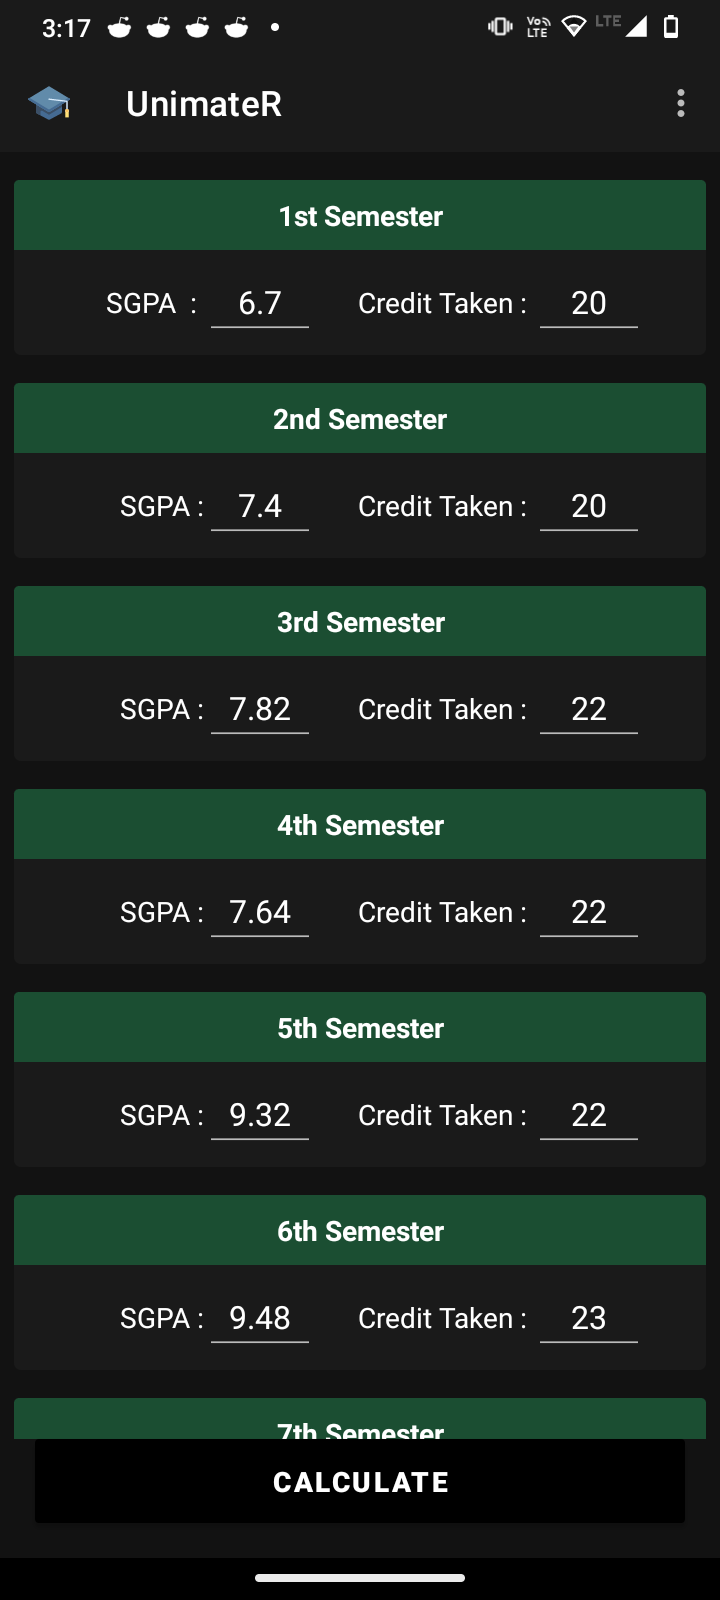 3:17 Vo LTE LTE
UnimateR
1st Semester
SGPA : 6.7 Credit Taken : 20
2nd Semester
SGPA : 7.4 Credit Taken : 20
3rd Semester
SGPA : 7.82 Credit Taken : 22
4th Semester
SGPA : 7.64 Credit Taken : 22
5th Semester
SGPA : 9.32 Credit Taken : 22
6th Semester
SGPA : 9.48 Credit Taken : 23
7th Semester
CALCULATE